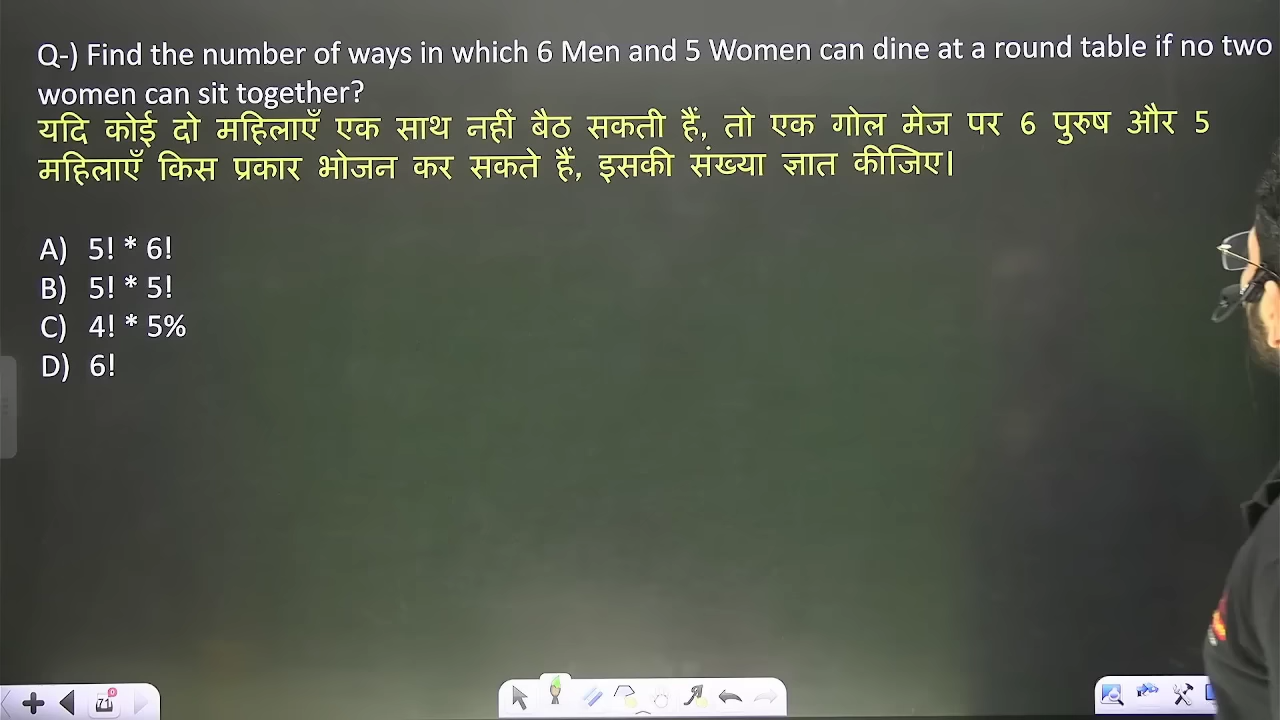 Q-) Find the number of ways in which 6 Men and 5 Women can dine at a round table if no two
women can sit together?
यदि कोई दो महिलाएँ एक साथ नहीं बैठ सकती हैं, तो एक गोल मेज पर 6 पुरुष और 5
महिलाएँ किस प्रकार भोजन कर सकते हैं, इसकी संख्या ज्ञात कीजिए।
A) 5! * 6!
B) 5! * 5!
C) 4! * 5%
D) 6!
71